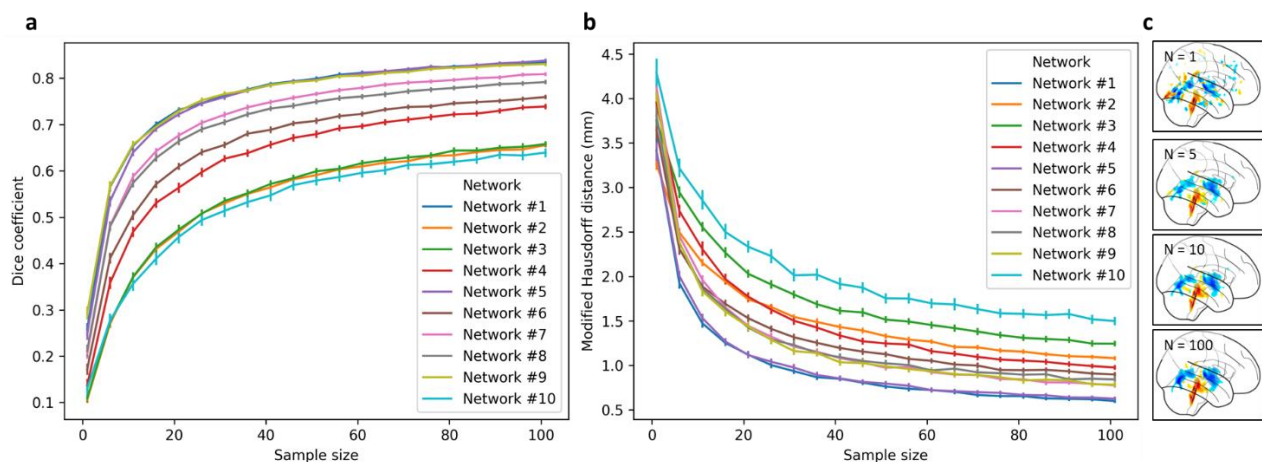 a
Dice coefficient
0.8
0.7
0.6
0.5
0.4
0.3
0.2
0.1
0 20 40 60 80 100
Sample size
Network
Network #1
Network #2
Network #3
Network #4
Network #5
Network #6
Network #7
Network #8
Network #9
Network #10
b
Modified Hausdorff distance (mm)
4.5
4.0
3.5
3.0
2.5
2.0
1.5
1.0
0.5
0 20 40 60 80 100
Sample size
Network
Network #1
Network #2
Network #3
Network #4
Network #5
Network #6
Network #7
Network #8
Network #9
Network #10
c
N = 1
N = 5
N = 10
N = 100